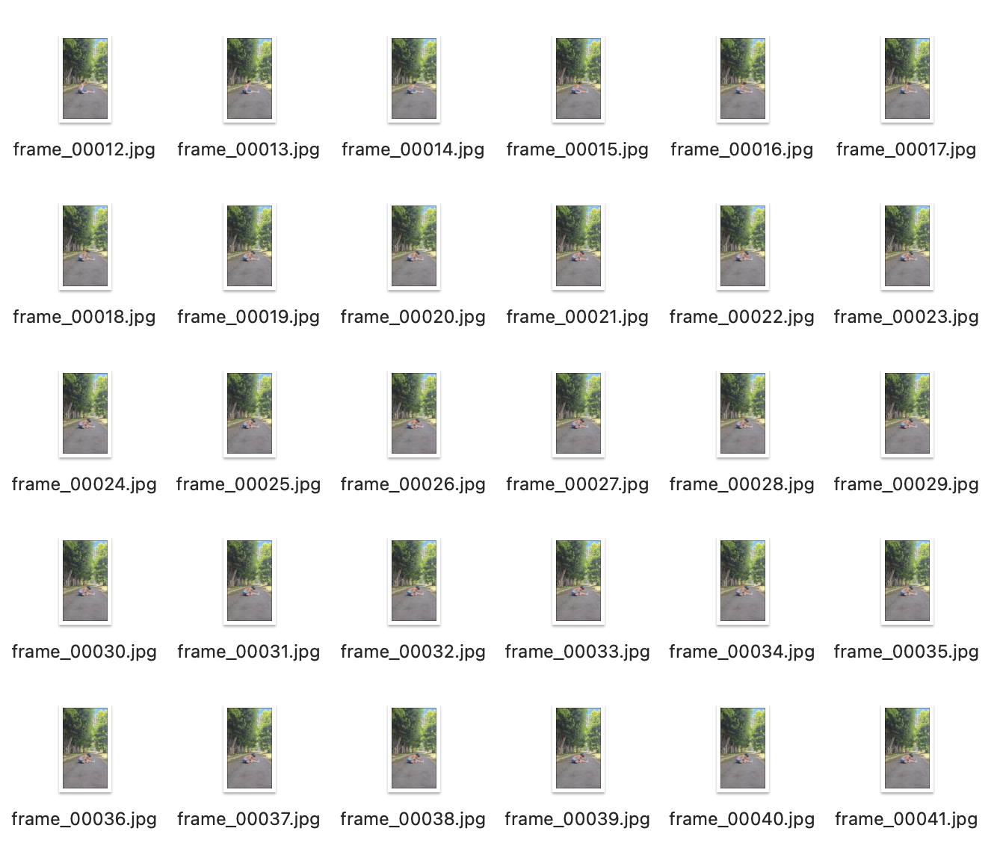 frame_00012.jpg frame_00013.jpg frame_00014.jpg frame_00015.jpg frame_00016.jpg frame_00017.jpg
frame_00018.jpg frame_00019.jpg frame_00020.jpg frame_00021.jpg frame_00022.jpg frame_00023.jpg
frame_00024.jpg frame_00025.jpg frame_00026.jpg frame_00027.jpg frame_00028.jpg frame_00029.jpg
frame_00030.jpg frame_00031.jpg frame_00032.jpg frame_00033.jpg frame_00034.jpg frame_00035.jpg
frame_00036.jpg frame_00037.jpg frame_00038.jpg frame_00039.jpg frame_00040.jpg frame_00041.jpg